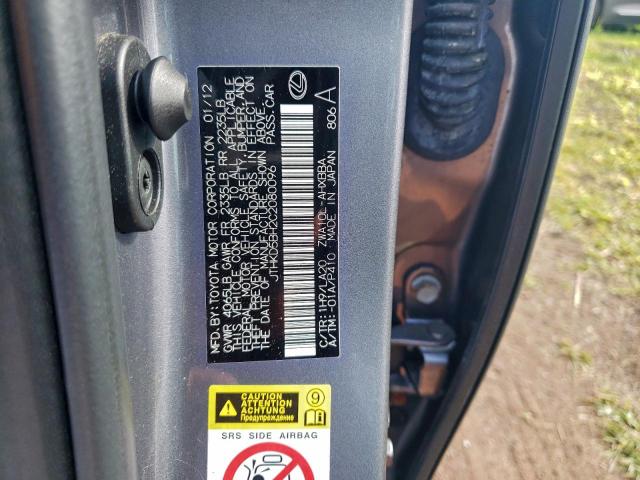 MFD. BY: TOYOTA MOTOR CORPORATION 01/12
GVWR 4065LB GAWR FR 2335LB RR 2235LB
THIS VEHICLE CONFORMS TO ALL APPLICABLE
FEDERAL MOTOR VEHICLE SAFETY, BUMPER, AND
THEFT PREVENTION STANDARDS IN EFFECT ON
THE DATE OF MANUFACTURE SHOWN ABOVE.
JTHKD5BH2C2080096 PASS. CAR
C/TR: 1H9/LA20 ZWA10L-AHXBBA
A/TM: -01A/P410 MADE IN JAPAN 806 A
CAUTION
ATTENTION
ACHTUNG
Предупреждение
9
SRS SIDE AIRBAG